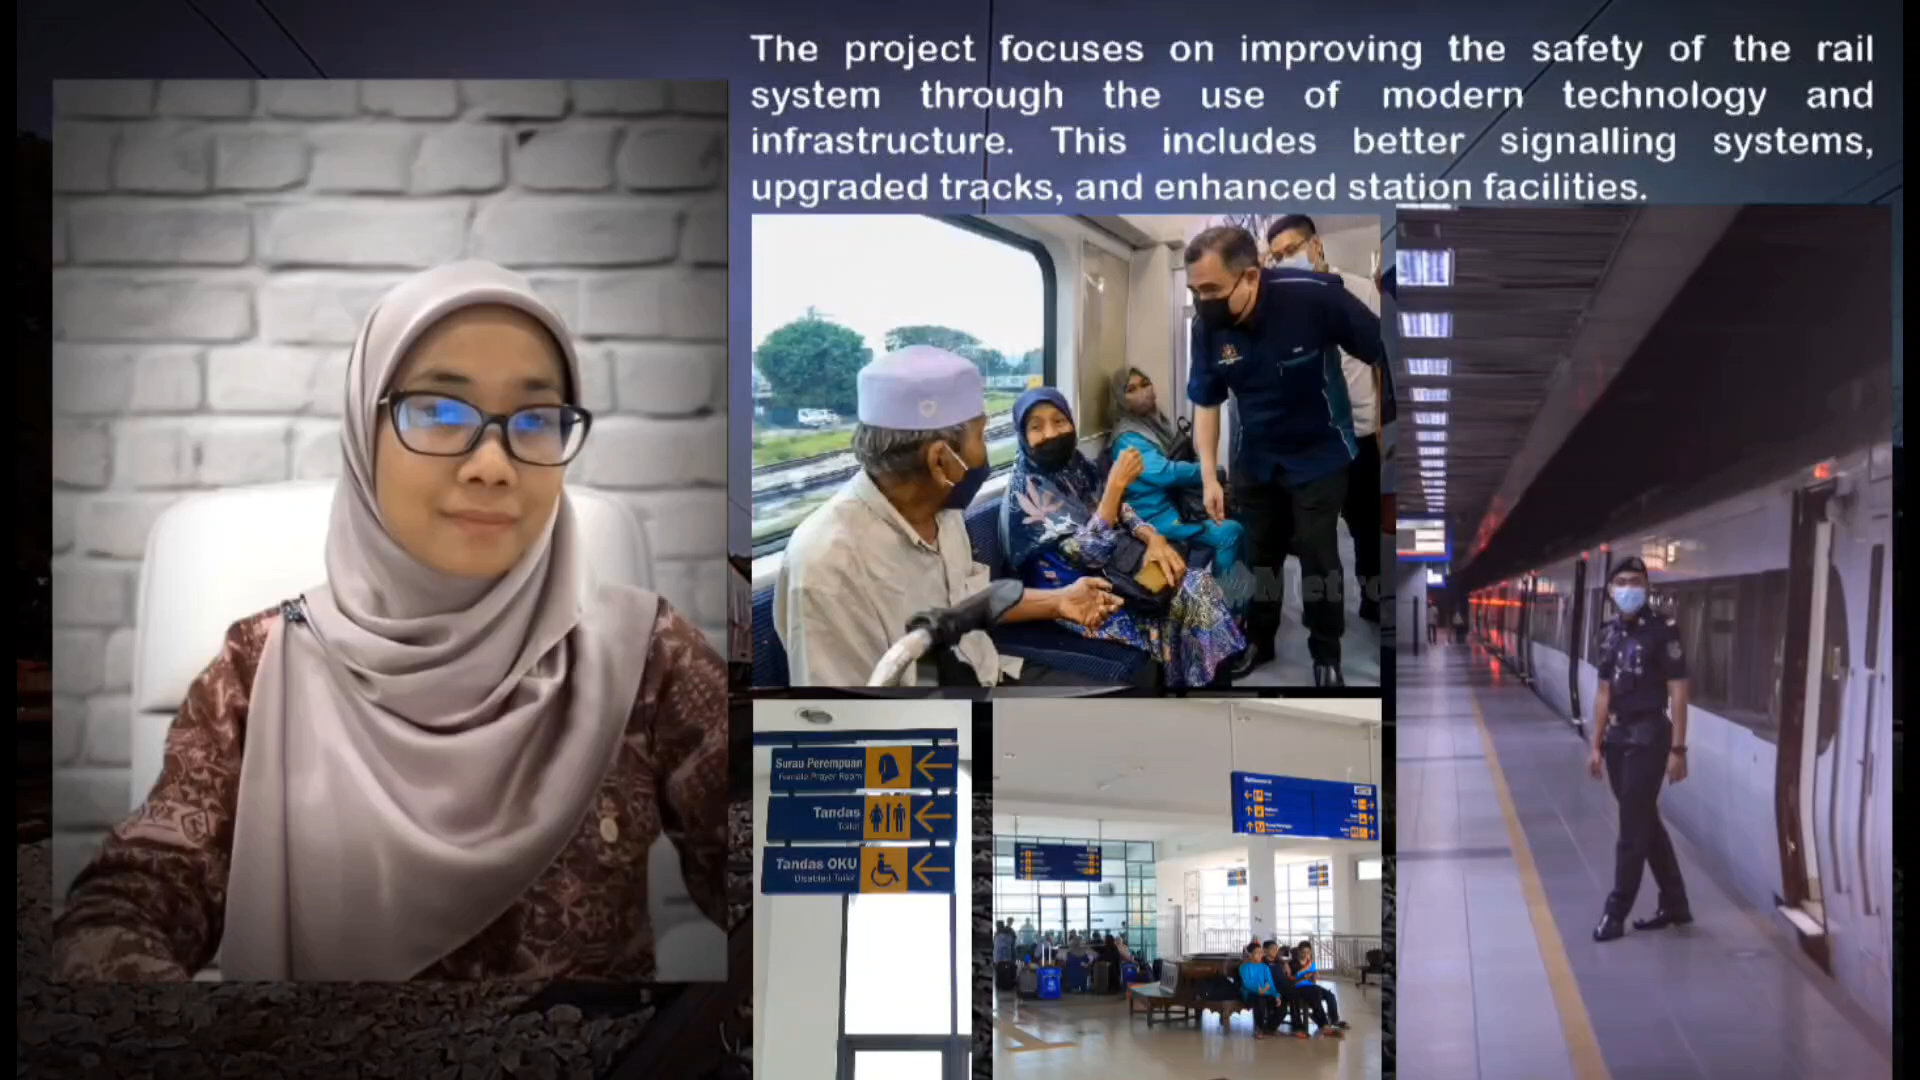 The project focuses on improving the safety of the rail
system through the use of modern technology and
infrastructure. This includes better signalling systems,
upgraded tracks, and enhanced station facilities.
Metro
Surau Perempuan
Female Prayer Room
Tandas
Toilet
Tandas OKU
Disabled Toilet